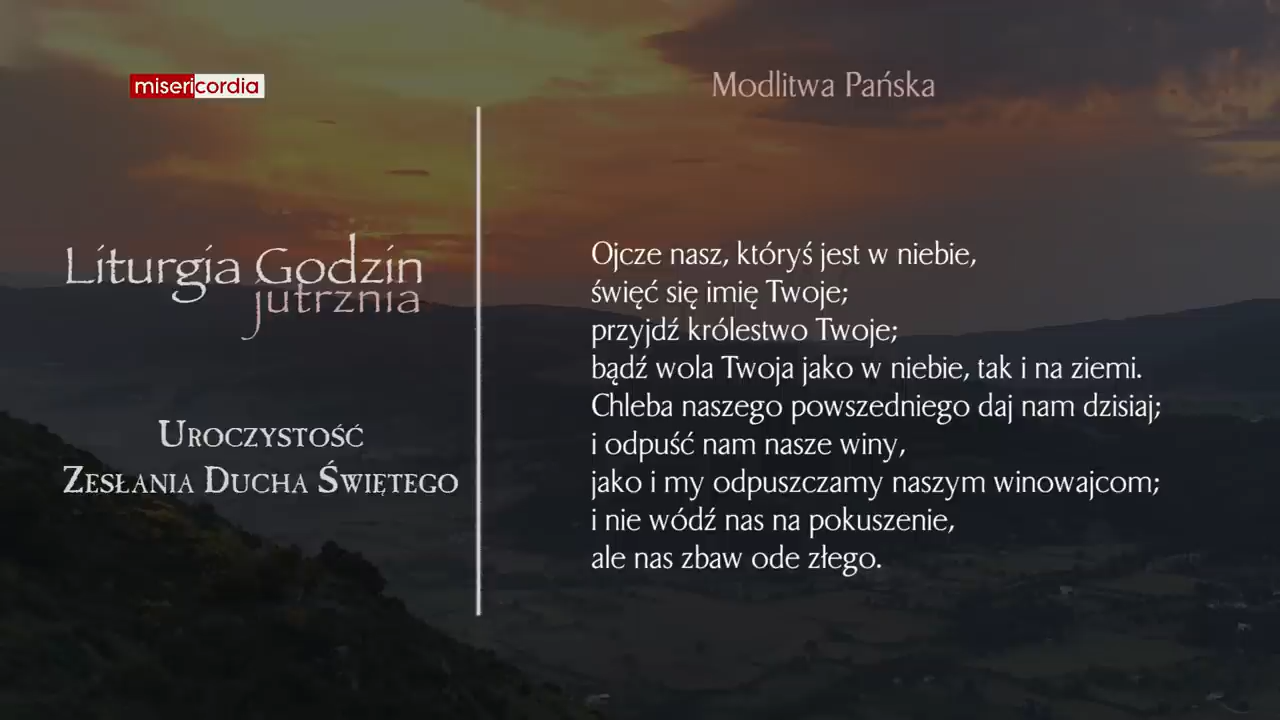 misericordia
Liturgia Godzin
jutrznia
Uroczystość
Zesłania Ducha Świętego
Modlitwa Pańska
Ojcze nasz, któryś jest w niebie,
święć się imię Twoje;
przyjdź królestwo Twoje;
bądź wola Twoja jako w niebie, tak i na ziemi.
Chleba naszego powszedniego daj nam dzisiaj;
i odpuść nam nasze winy,
jako i my odpuszczamy naszym winowajcom;
i nie wódź nas na pokuszenie,
ale nas zbaw ode złego.